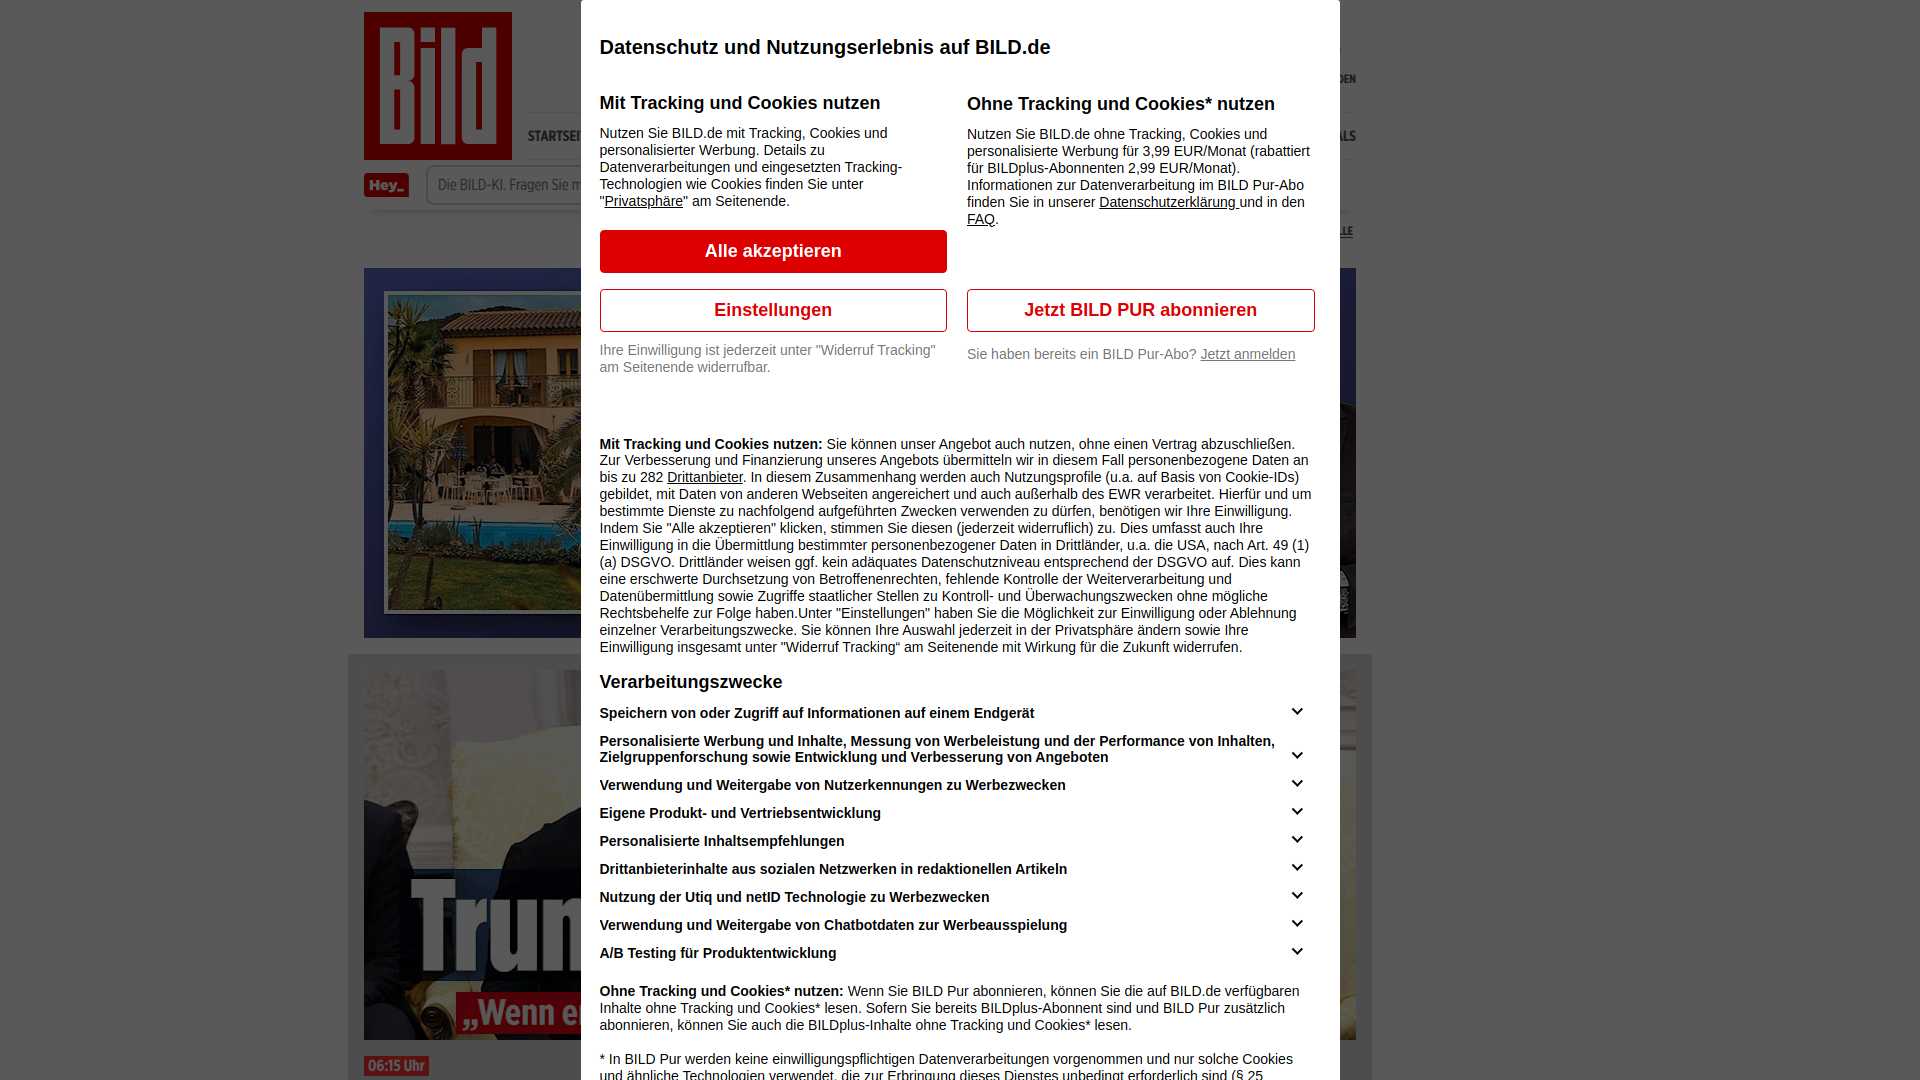 Bild
DEN
STARTSEI
ALS
Hey_
Die BILD-KI. Fragen Sie m
LLE
Datenschutz und Nutzungserlebnis auf BILD.de
Mit Tracking und Cookies nutzen
Nutzen Sie BILD.de mit Tracking, Cookies und
personalisierter Werbung. Details zu
Datenverarbeitungen und eingesetzten Tracking-
Technologien wie Cookies finden Sie unter
"Privatsphäre" am Seitenende.
Alle akzeptieren
Einstellungen
Ihre Einwilligung ist jederzeit unter "Widerruf Tracking"
am Seitenende widerrufbar.
Ohne Tracking und Cookies* nutzen
Nutzen Sie BILD.de ohne Tracking, Cookies und
personalisierte Werbung für 3,99 EUR/Monat (rabattiert
für BILDplus-Abonnenten 2,99 EUR/Monat).
Informationen zur Datenverarbeitung im BILD Pur-Abo
finden Sie in unserer Datenschutzerklärung und in den
FAQ.
Jetzt BILD PUR abonnieren
Sie haben bereits ein BILD Pur-Abo? Jetzt anmelden
Mit Tracking und Cookies nutzen: Sie können unser Angebot auch nutzen, ohne einen Vertrag abzuschließen.
Zur Verbesserung und Finanzierung unseres Angebots übermitteln wir in diesem Fall personenbezogene Daten an
bis zu 282 Drittanbieter. In diesem Zusammenhang werden auch Nutzungsprofile (u.a. auf Basis von Cookie-IDs)
gebildet, mit Daten von anderen Webseiten angereichert und auch außerhalb des EWR verarbeitet. Hierfür und um
bestimmte Dienste zu nachfolgend aufgeführten Zwecken verwenden zu dürfen, benötigen wir Ihre Einwilligung.
Indem Sie "Alle akzeptieren" klicken, stimmen Sie diesen (jederzeit widerruflich) zu. Dies umfasst auch Ihre
Einwilligung in die Übermittlung bestimmter personenbezogener Daten in Drittländer, u.a. die USA, nach Art. 49 (1)
(a) DSGVO. Drittländer weisen ggf. kein adäquates Datenschutzniveau entsprechend der DSGVO auf. Dies kann
eine erschwerte Durchsetzung von Betroffenenrechten, fehlende Kontrolle der Weiterverarbeitung und
Datenübermittlung sowie Zugriffe staatlicher Stellen zu Kontroll- und Überwachungszwecken ohne mögliche
Rechtsbehelfe zur Folge haben.Unter "Einstellungen" haben Sie die Möglichkeit zur Einwilligung oder Ablehnung
einzelner Verarbeitungszwecke. Sie können Ihre Auswahl jederzeit in der Privatsphäre ändern sowie Ihre
Einwilligung insgesamt unter "Widerruf Tracking“ am Seitenende mit Wirkung für die Zukunft widerrufen.
Verarbeitungszwecke
Speichern von oder Zugriff auf Informationen auf einem Endgerät
Personalisierte Werbung und Inhalte, Messung von Werbeleistung und der Performance von Inhalten,
Zielgruppenforschung sowie Entwicklung und Verbesserung von Angeboten
Verwendung und Weitergabe von Nutzerkennungen zu Werbezwecken
Eigene Produkt- und Vertriebsentwicklung
Personalisierte Inhaltsempfehlungen
Drittanbieterinhalte aus sozialen Netzwerken in redaktionellen Artikeln
Nutzung der Utiq und netID Technologie zu Werbezwecken
Verwendung und Weitergabe von Chatbotdaten zur Werbeausspielung
A/B Testing für Produktentwicklung
Ohne Tracking und Cookies* nutzen: Wenn Sie BILD Pur abonnieren, können Sie die auf BILD.de verfügbaren
Inhalte ohne Tracking und Cookies* lesen. Sofern Sie bereits BILDplus-Abonnent sind und BILD Pur zusätzlich
abonnieren, können Sie auch die BILDplus-Inhalte ohne Tracking und Cookies* lesen.
* In BILD Pur werden keine einwilligungspflichtigen Datenverarbeitungen vorgenommen und nur solche Cookies
und ähnliche Technologien verwendet, die zur Erbringung dieses Dienstes unbedingt erforderlich sind (§ 25
Trum
„Wenn e
06:15 Uhr